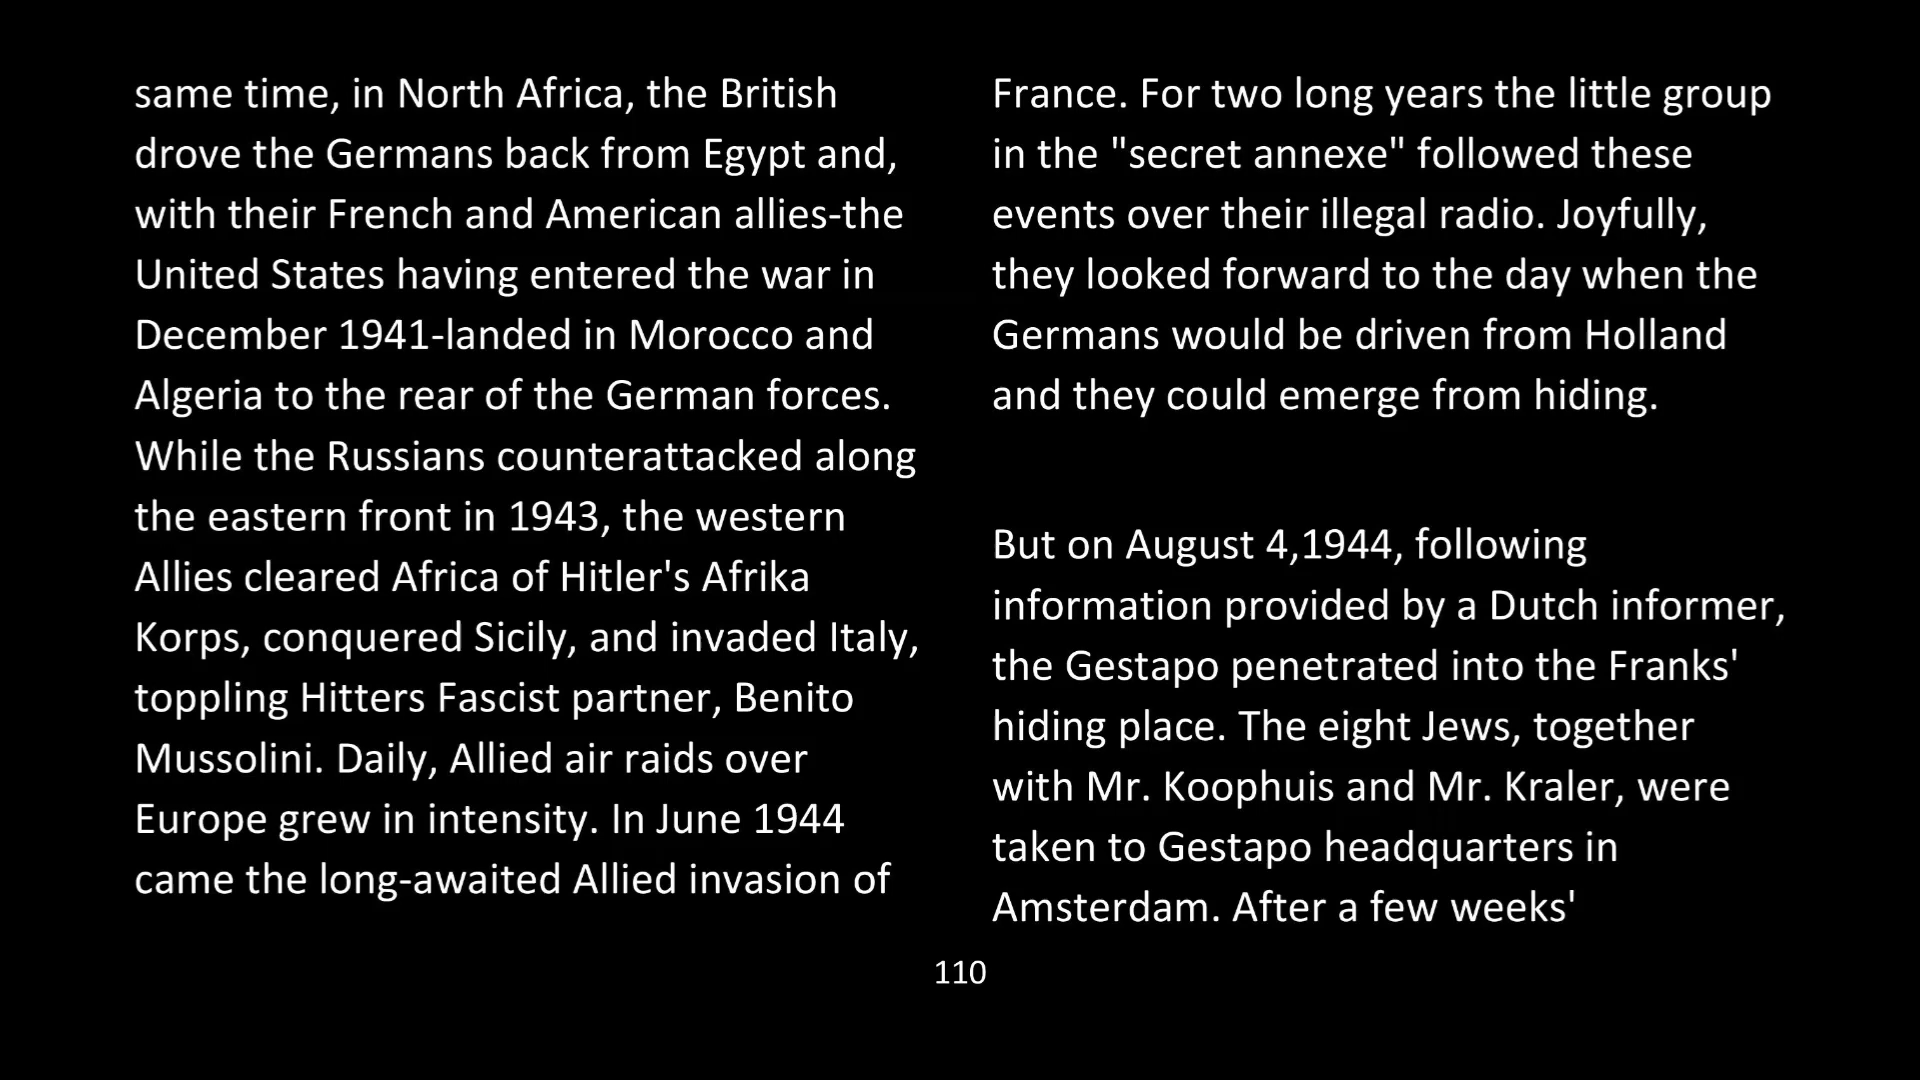 same time, in North Africa, the British
drove the Germans back from Egypt and,
with their French and American allies-the
United States having entered the war in
December 1941-landed in Morocco and
Algeria to the rear of the German forces.
While the Russians counterattacked along
the eastern front in 1943, the western
Allies cleared Africa of Hitler's Afrika
Korps, conquered Sicily, and invaded Italy,
toppling Hitters Fascist partner, Benito
Mussolini. Daily, Allied air raids over
Europe grew in intensity. In June 1944
came the long-awaited Allied invasion of
France. For two long years the little group
in the "secret annexe" followed these
events over their illegal radio. Joyfully,
they looked forward to the day when the
Germans would be driven from Holland
and they could emerge from hiding.
But on August 4,1944, following
information provided by a Dutch informer,
the Gestapo penetrated into the Franks'
hiding place. The eight Jews, together
with Mr. Koophuis and Mr. Kraler, were
taken to Gestapo headquarters in
Amsterdam. After a few weeks'
110